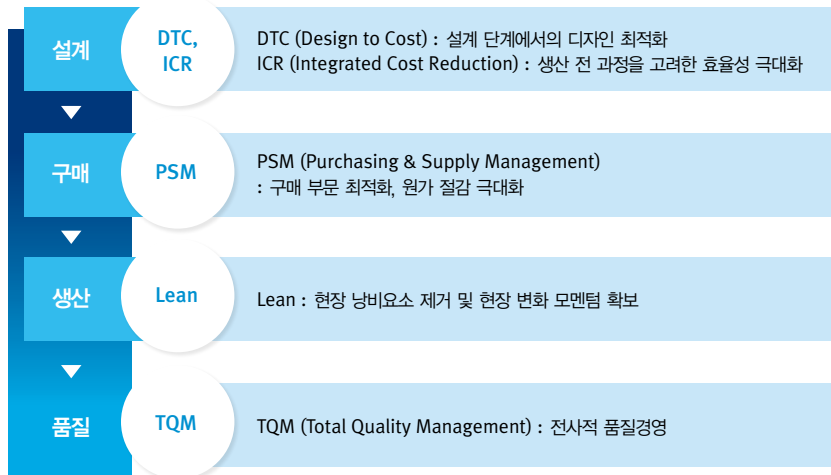 설계
DTC,
ICR
DTC (Design to Cost) : 설계 단계에서의 디자인 최적화
ICR (Integrated Cost Reduction) : 생산 전 과정을 고려한 효율성 극대화
구매
PSM
PSM (Purchasing & Supply Management)
: 구매 부문 최적화, 원가 절감 극대화
생산
Lean
Lean : 현장 낭비요소 제거 및 현장 변화 모멘텀 확보
품질
TQM
TQM (Total Quality Management) : 전사적 품질경영